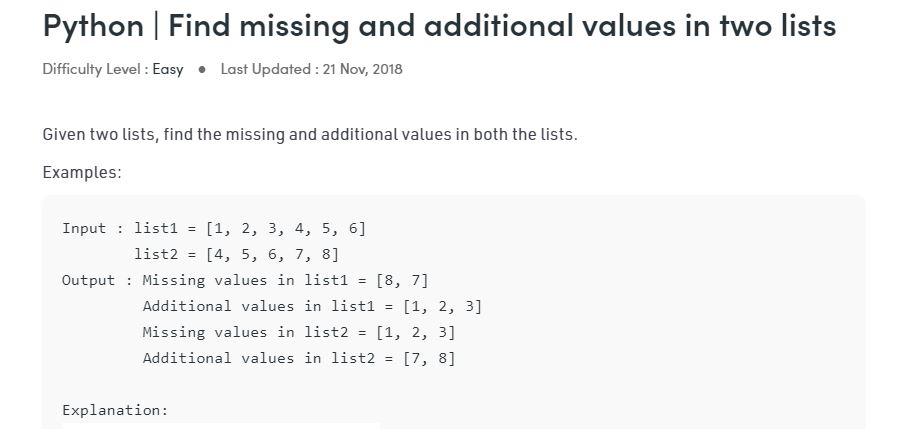 Python | Find missing and additional values in two lists
Difficulty Level : Easy ● Last Updated : 21 Nov, 2018
Given two lists, find the missing and additional values in both the lists.
Examples:
Input : list1 = [1, 2, 3, 4, 5, 6]
list2 = [4, 5, 6, 7, 8]
Output : Missing values in list1 = [8, 7]
Additional values in list1 = [1, 2, 3]
Missing values in list2 = [1, 2, 3]
Additional values in list2 = [7, 8]
Explanation: